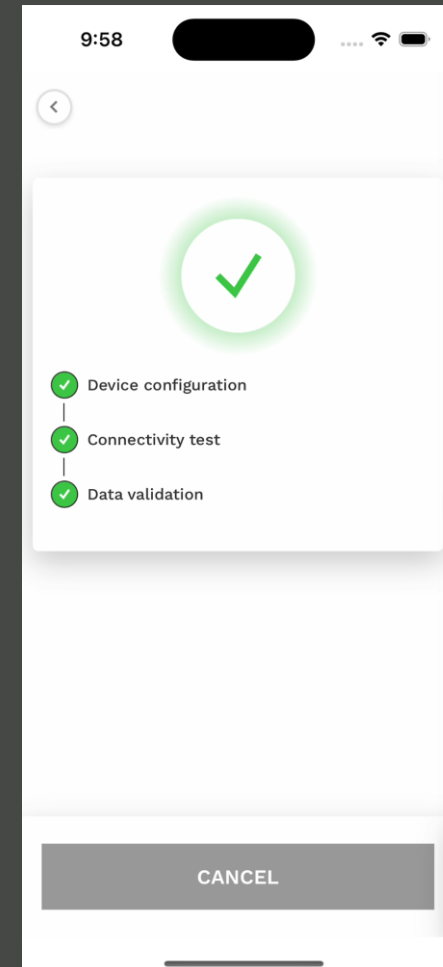 9:58
Device configuration
Connectivity test
Data validation
CANCEL